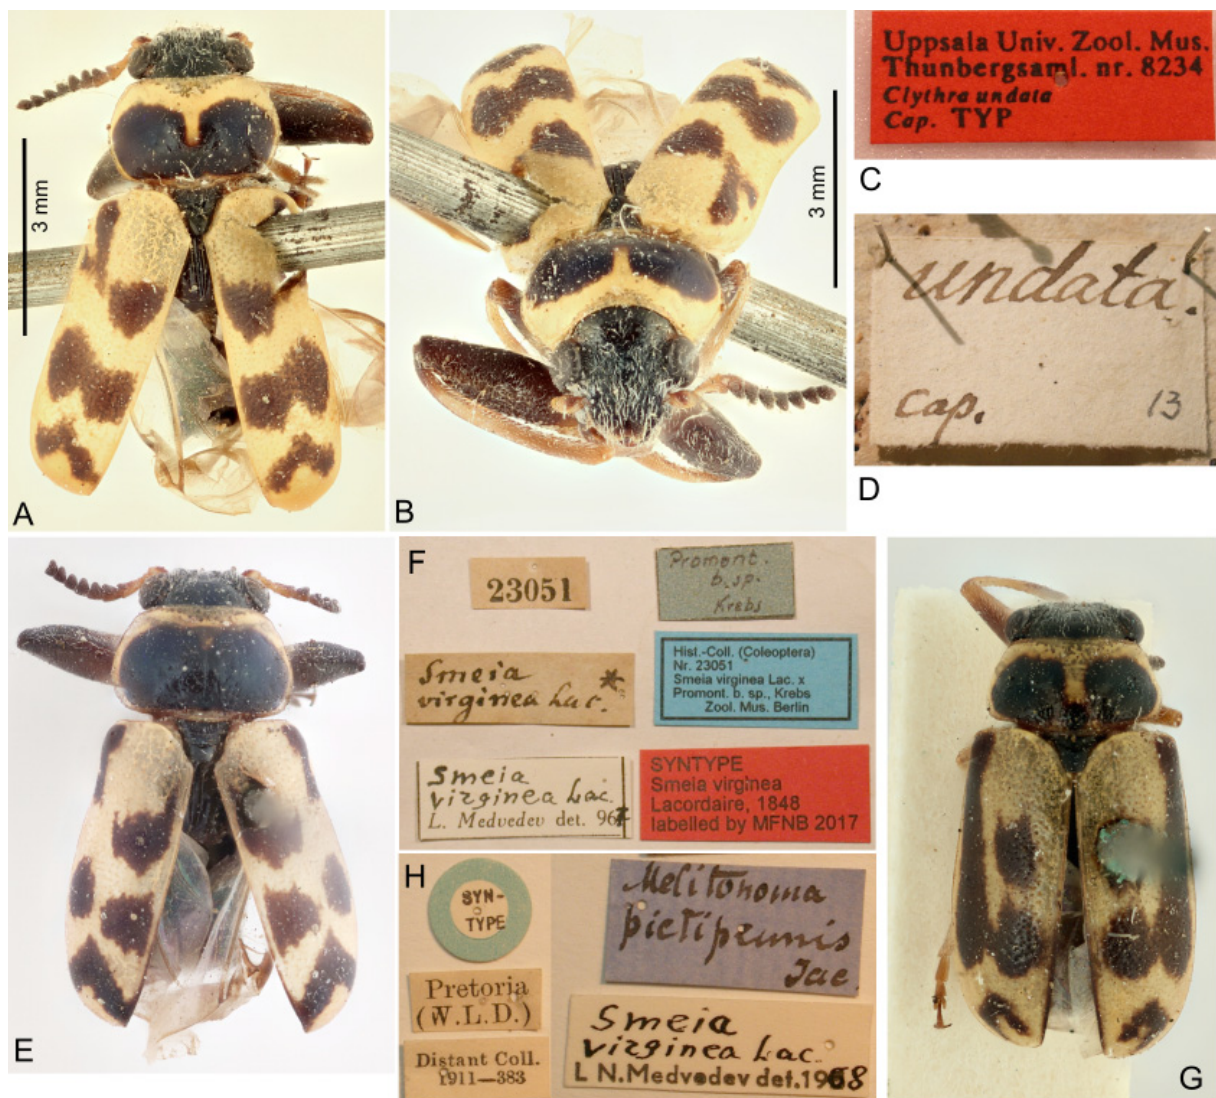 A
3 mm
B
3 mm
Uppsala Univ. Zool. Mus.
Thunbergsaml. nr. 8234
Clythra undata
Cap. TYP
C
undata.
Cap. 13
D
E
F
23051
Promont.
b. sp.
Krebs
Smeia *
virginea Lac.
Hist.-Coll. (Coleoptera)
Nr. 23051
Smeia virginea Lac. x
Promont. b. sp., Krebs
Zool. Mus. Berlin
Smeia
virginea Lac.
L. Medvedev det. 967
SYNTYPE
Smeia virginea
Lacordaire, 1848
labelled by MFNB 2017
H
SYN-
TYPE
Pretoria
(W.L.D.)
Distant Coll.
1911—383
Melitonoma
pictipennis
Jac.
Smeia
virginea Lac.
L N. Medvedev det. 1968
G